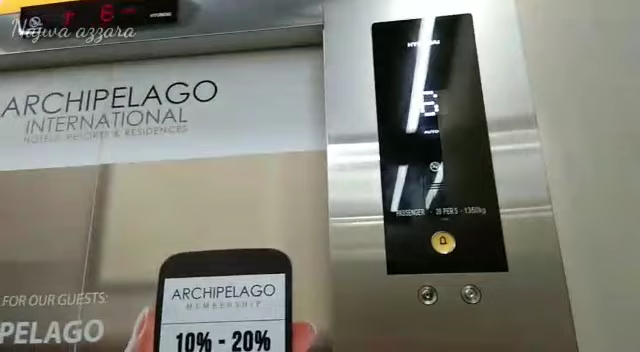 Najwa azzara
6
HYUNDAI
ARCHIPELAGO
INTERNATIONAL
HOTELS, RESORTS & RESIDENCES
FOR OUR GUESTS:
PELAGO
ARCHIPELAGO
MEMBERSHIP
10% - 20%
6
PASSENGER - 20 PERS - 1350kg